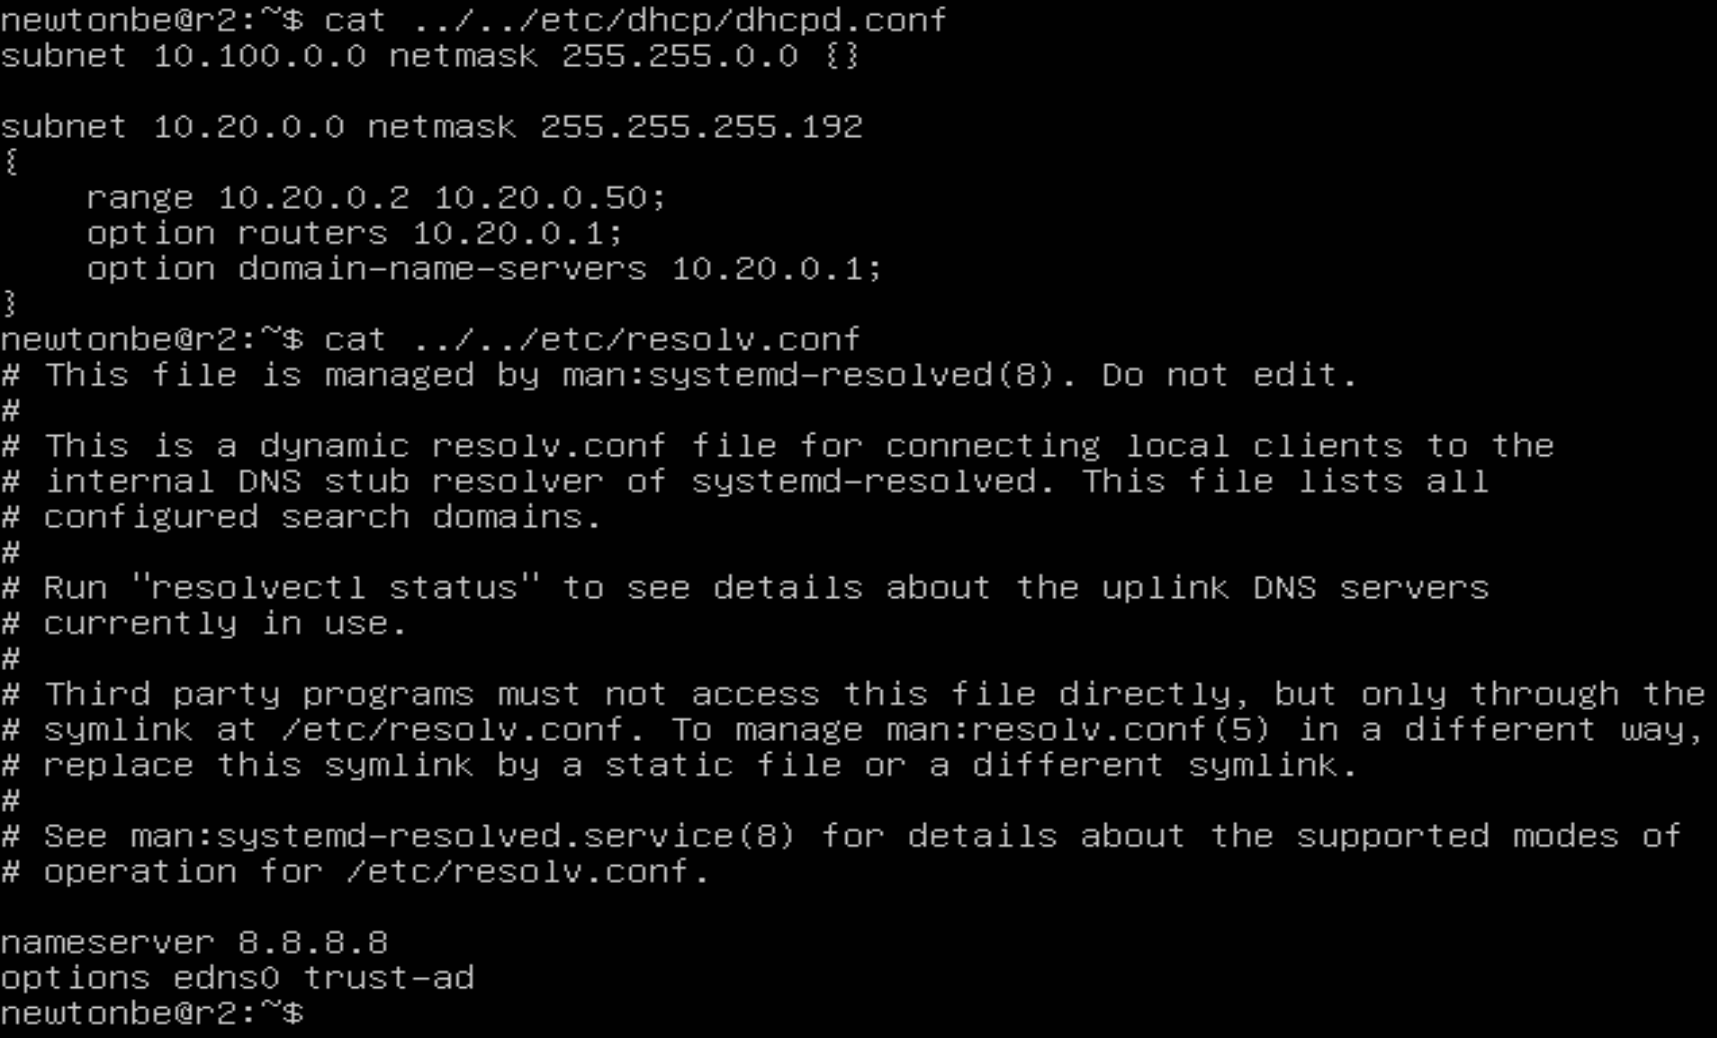 newtonbe@r2:~$ cat ../../etc/dhcp/dhcpd.conf
subnet 10.100.0.0 netmask 255.255.0.0 {}

subnet 10.20.0.0 netmask 255.255.255.192
{
    range 10.20.0.2 10.20.0.50;
    option routers 10.20.0.1;
    option domain-name-servers 10.20.0.1;
}
newtonbe@r2:~$ cat ../../etc/resolv.conf
# This file is managed by man:systemd-resolved(8). Do not edit.
#
# This is a dynamic resolv.conf file for connecting local clients to the
# internal DNS stub resolver of systemd-resolved. This file lists all
# configured search domains.
#
# Run "resolvectl status" to see details about the uplink DNS servers
# currently in use.
#
# Third party programs must not access this file directly, but only through the
# symlink at /etc/resolv.conf. To manage man:resolv.conf(5) in a different way,
# replace this symlink by a static file or a different symlink.
#
# See man:systemd-resolved.service(8) for details about the supported modes of
# operation for /etc/resolv.conf.

nameserver 8.8.8.8
options edns0 trust-ad
newtonbe@r2:~$